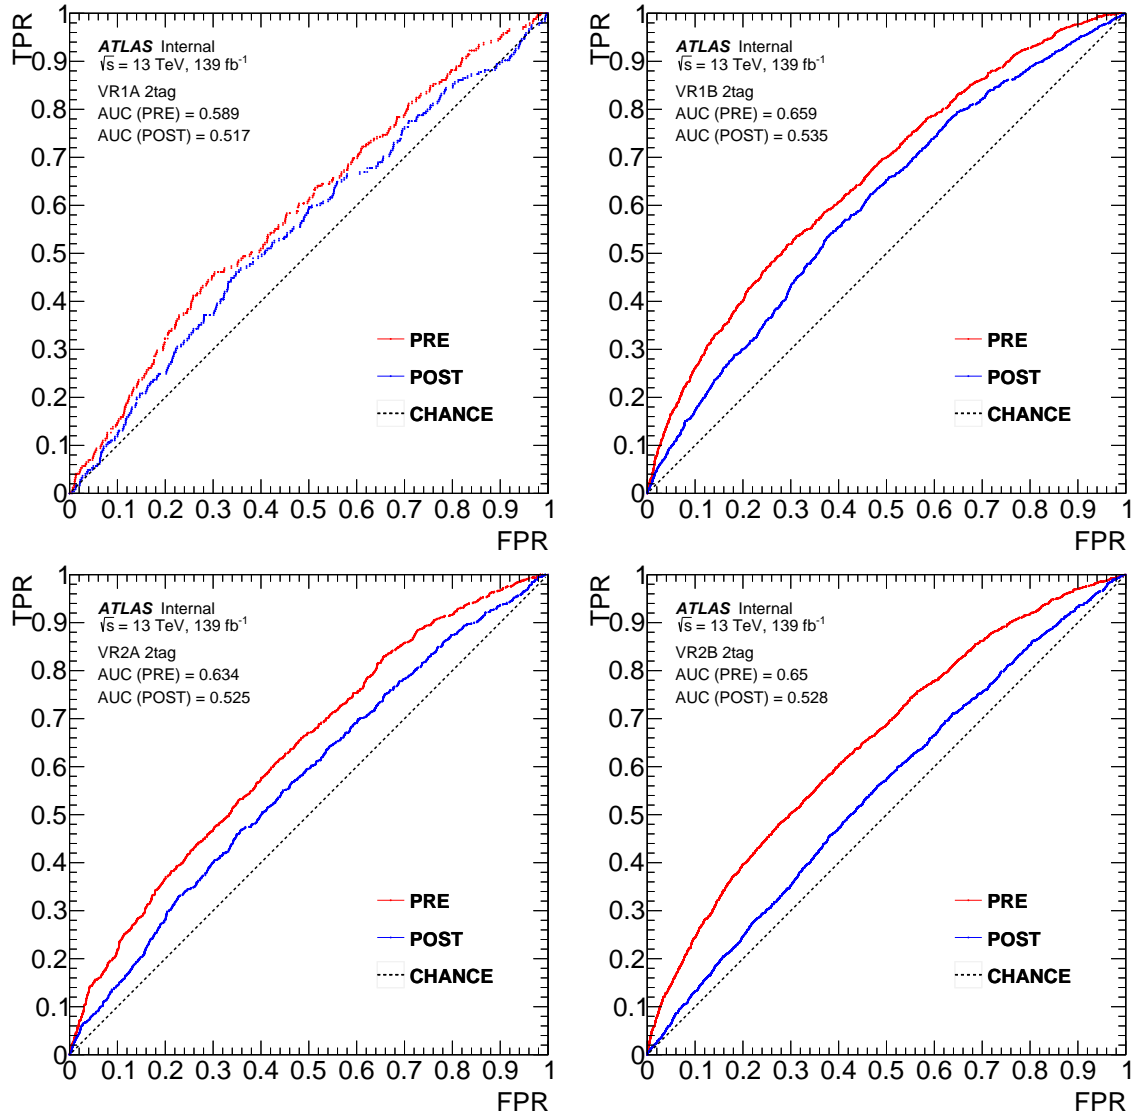 TPR
1
0.9
0.8
0.7
0.6
0.5
0.4
0.3
0.2
0.1
0
ATLAS Internal
√s = 13 TeV, 139 fb⁻¹
VR1A 2tag
AUC (PRE) = 0.589
AUC (POST) = 0.517
PRE
POST
CHANCE
0 0.1 0.2 0.3 0.4 0.5 0.6 0.7 0.8 0.9 1
FPR
TPR
1
0.9
0.8
0.7
0.6
0.5
0.4
0.3
0.2
0.1
0
ATLAS Internal
√s = 13 TeV, 139 fb⁻¹
VR1B 2tag
AUC (PRE) = 0.659
AUC (POST) = 0.535
PRE
POST
CHANCE
0 0.1 0.2 0.3 0.4 0.5 0.6 0.7 0.8 0.9 1
FPR
TPR
1
0.9
0.8
0.7
0.6
0.5
0.4
0.3
0.2
0.1
0
ATLAS Internal
√s = 13 TeV, 139 fb⁻¹
VR2A 2tag
AUC (PRE) = 0.634
AUC (POST) = 0.525
PRE
POST
CHANCE
0 0.1 0.2 0.3 0.4 0.5 0.6 0.7 0.8 0.9 1
FPR
TPR
1
0.9
0.8
0.7
0.6
0.5
0.4
0.3
0.2
0.1
0
ATLAS Internal
√s = 13 TeV, 139 fb⁻¹
VR2B 2tag
AUC (PRE) = 0.65
AUC (POST) = 0.528
PRE
POST
CHANCE
0 0.1 0.2 0.3 0.4 0.5 0.6 0.7 0.8 0.9 1
FPR